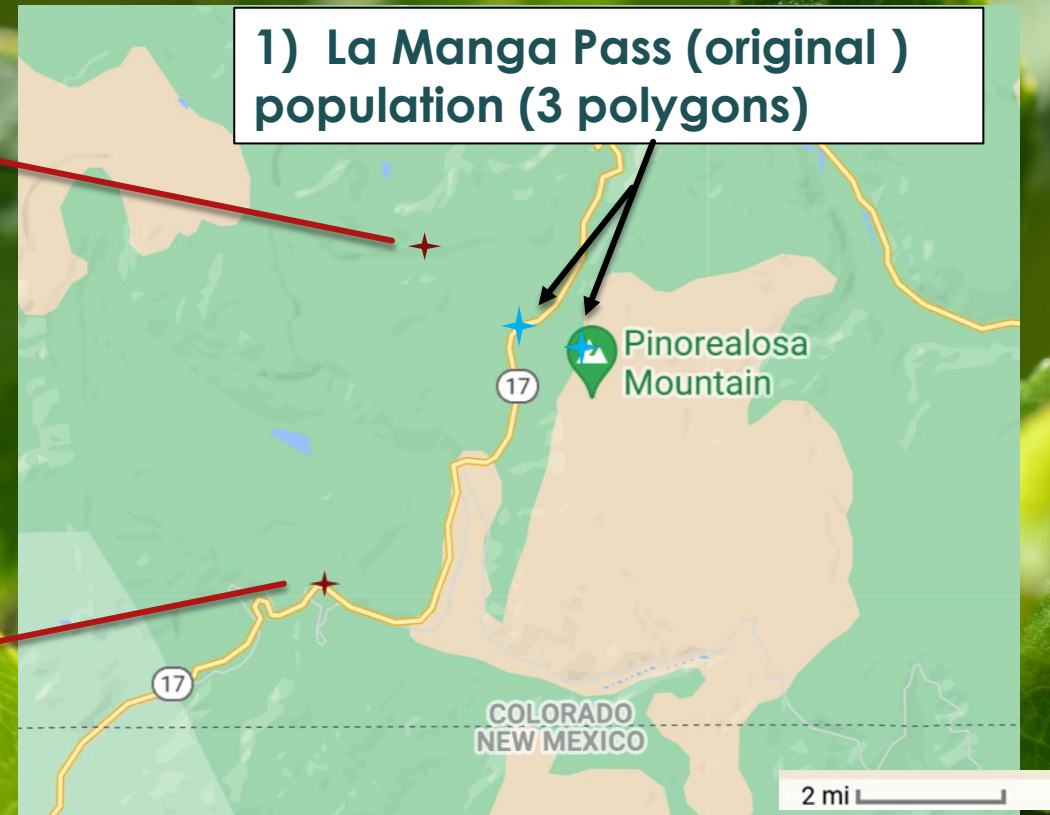 1) La Manga Pass (original )
population (3 polygons)
Pinorealosa
Mountain
17
17
COLORADO
NEW MEXICO
2 mi